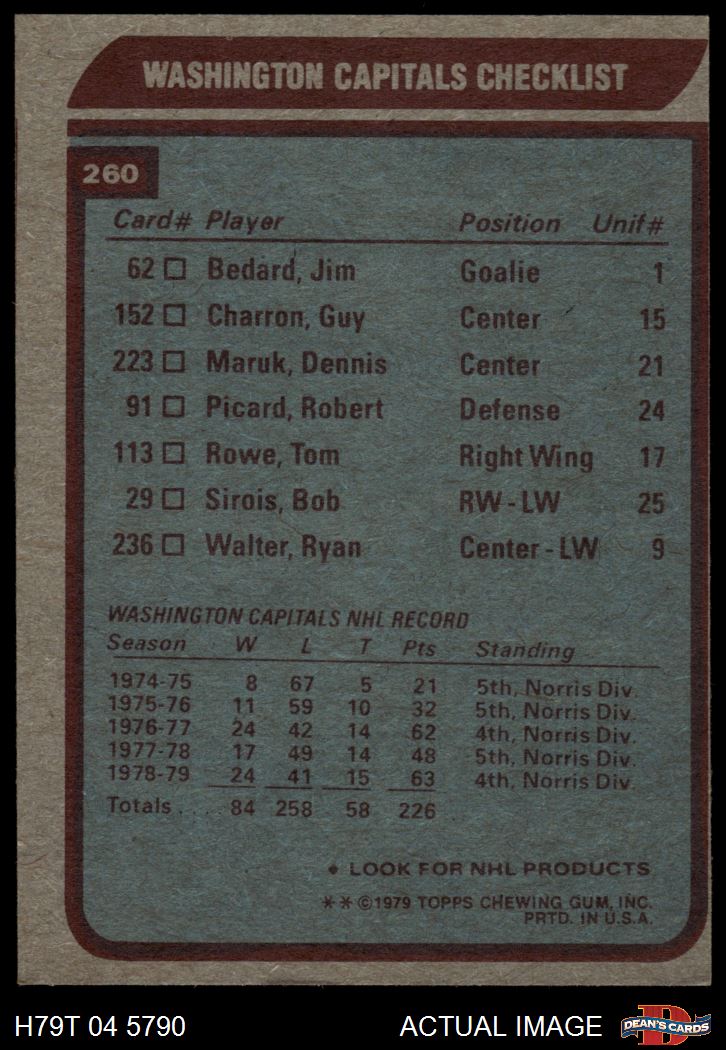 WASHINGTON CAPITALS CHECKLIST
260
Card# Player Position Unif#
62 □ Bedard, Jim Goalie 1
152 □ Charron, Guy Center 15
223 □ Maruk, Dennis Center 21
91 □ Picard, Robert Defense 24
113 □ Rowe, Tom Right Wing 17
29 □ Sirois, Bob RW - LW 25
236 □ Walter, Ryan Center - LW 9
WASHINGTON CAPITALS NHL RECORD
Season W L T Pts Standing
1974-75 8 67 5 21 5th, Norris Div.
1975-76 11 59 10 32 5th, Norris Div.
1976-77 24 42 14 62 4th, Norris Div.
1977-78 17 49 14 48 5th, Norris Div.
1978-79 24 41 15 63 4th, Norris Div.
Totals .... 84 258 58 226
• LOOK FOR NHL PRODUCTS
** ©1979 TOPPS CHEWING GUM, INC.
PRTD. IN U.S.A.
H79T 04 5790 ACTUAL IMAGE
D
DEAN'S CARDS